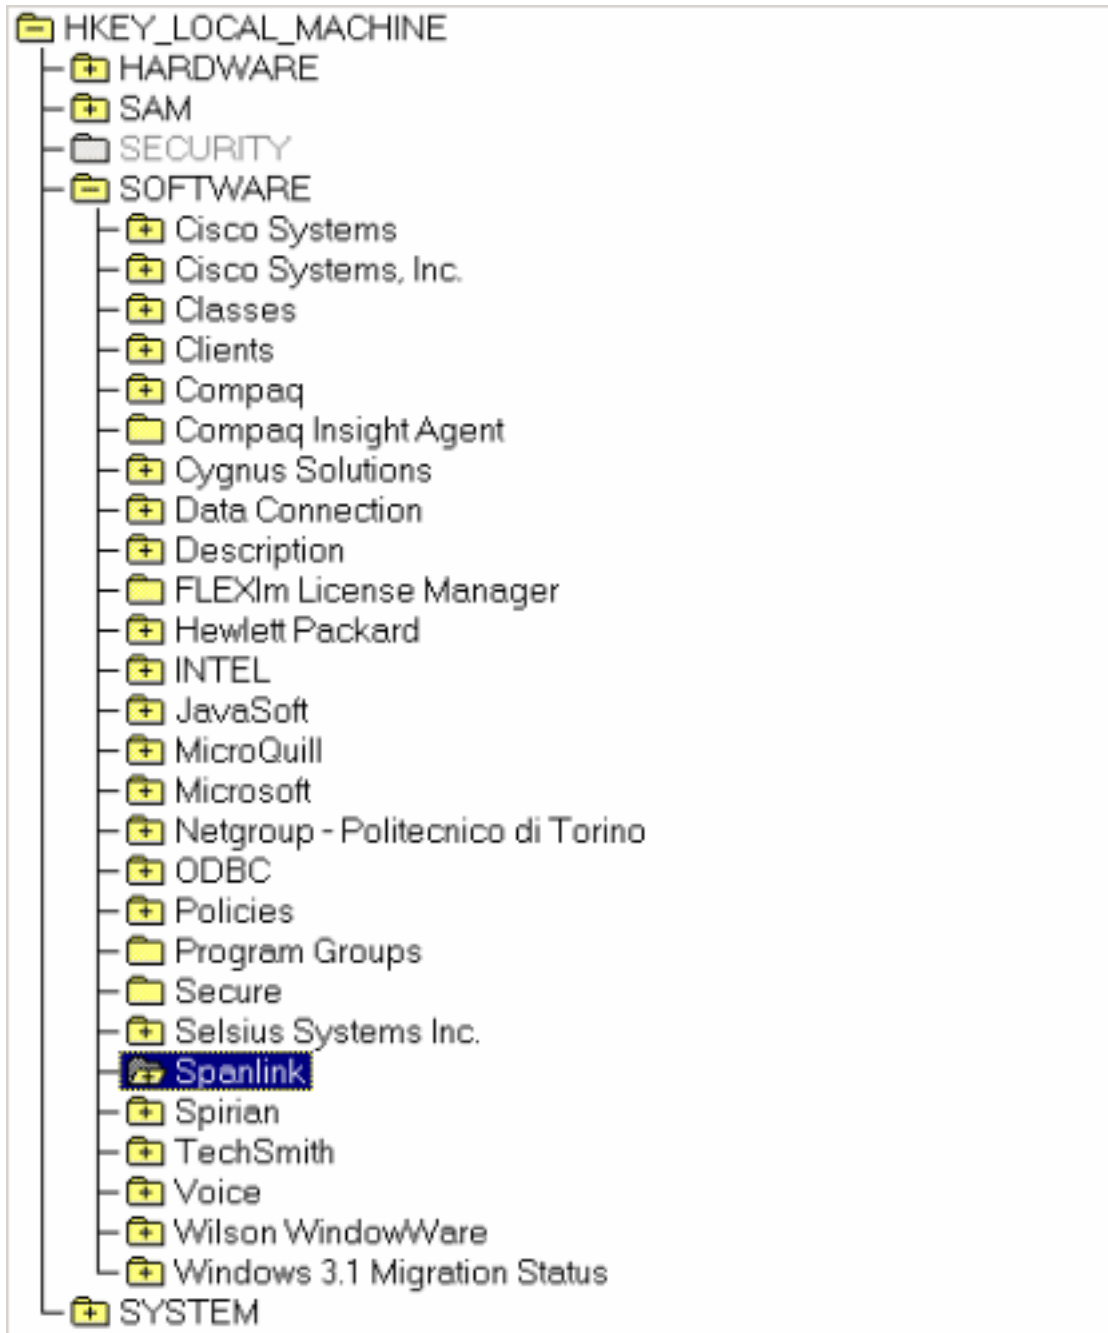 HKEY_LOCAL_MACHINE
HARDWARE
SAM
SECURITY
SOFTWARE
Cisco Systems
Cisco Systems, Inc.
Classes
Clients
Compaq
Compaq Insight Agent
Cygnus Solutions
Data Connection
Description
FLEXlm License Manager
Hewlett Packard
INTEL
JavaSoft
MicroQuill
Microsoft
Netgroup - Politecnico di Torino
ODBC
Policies
Program Groups
Secure
Selsius Systems Inc.
Spanlink
Spirian
TechSmith
Voice
Wilson WindowWare
Windows 3.1 Migration Status
SYSTEM